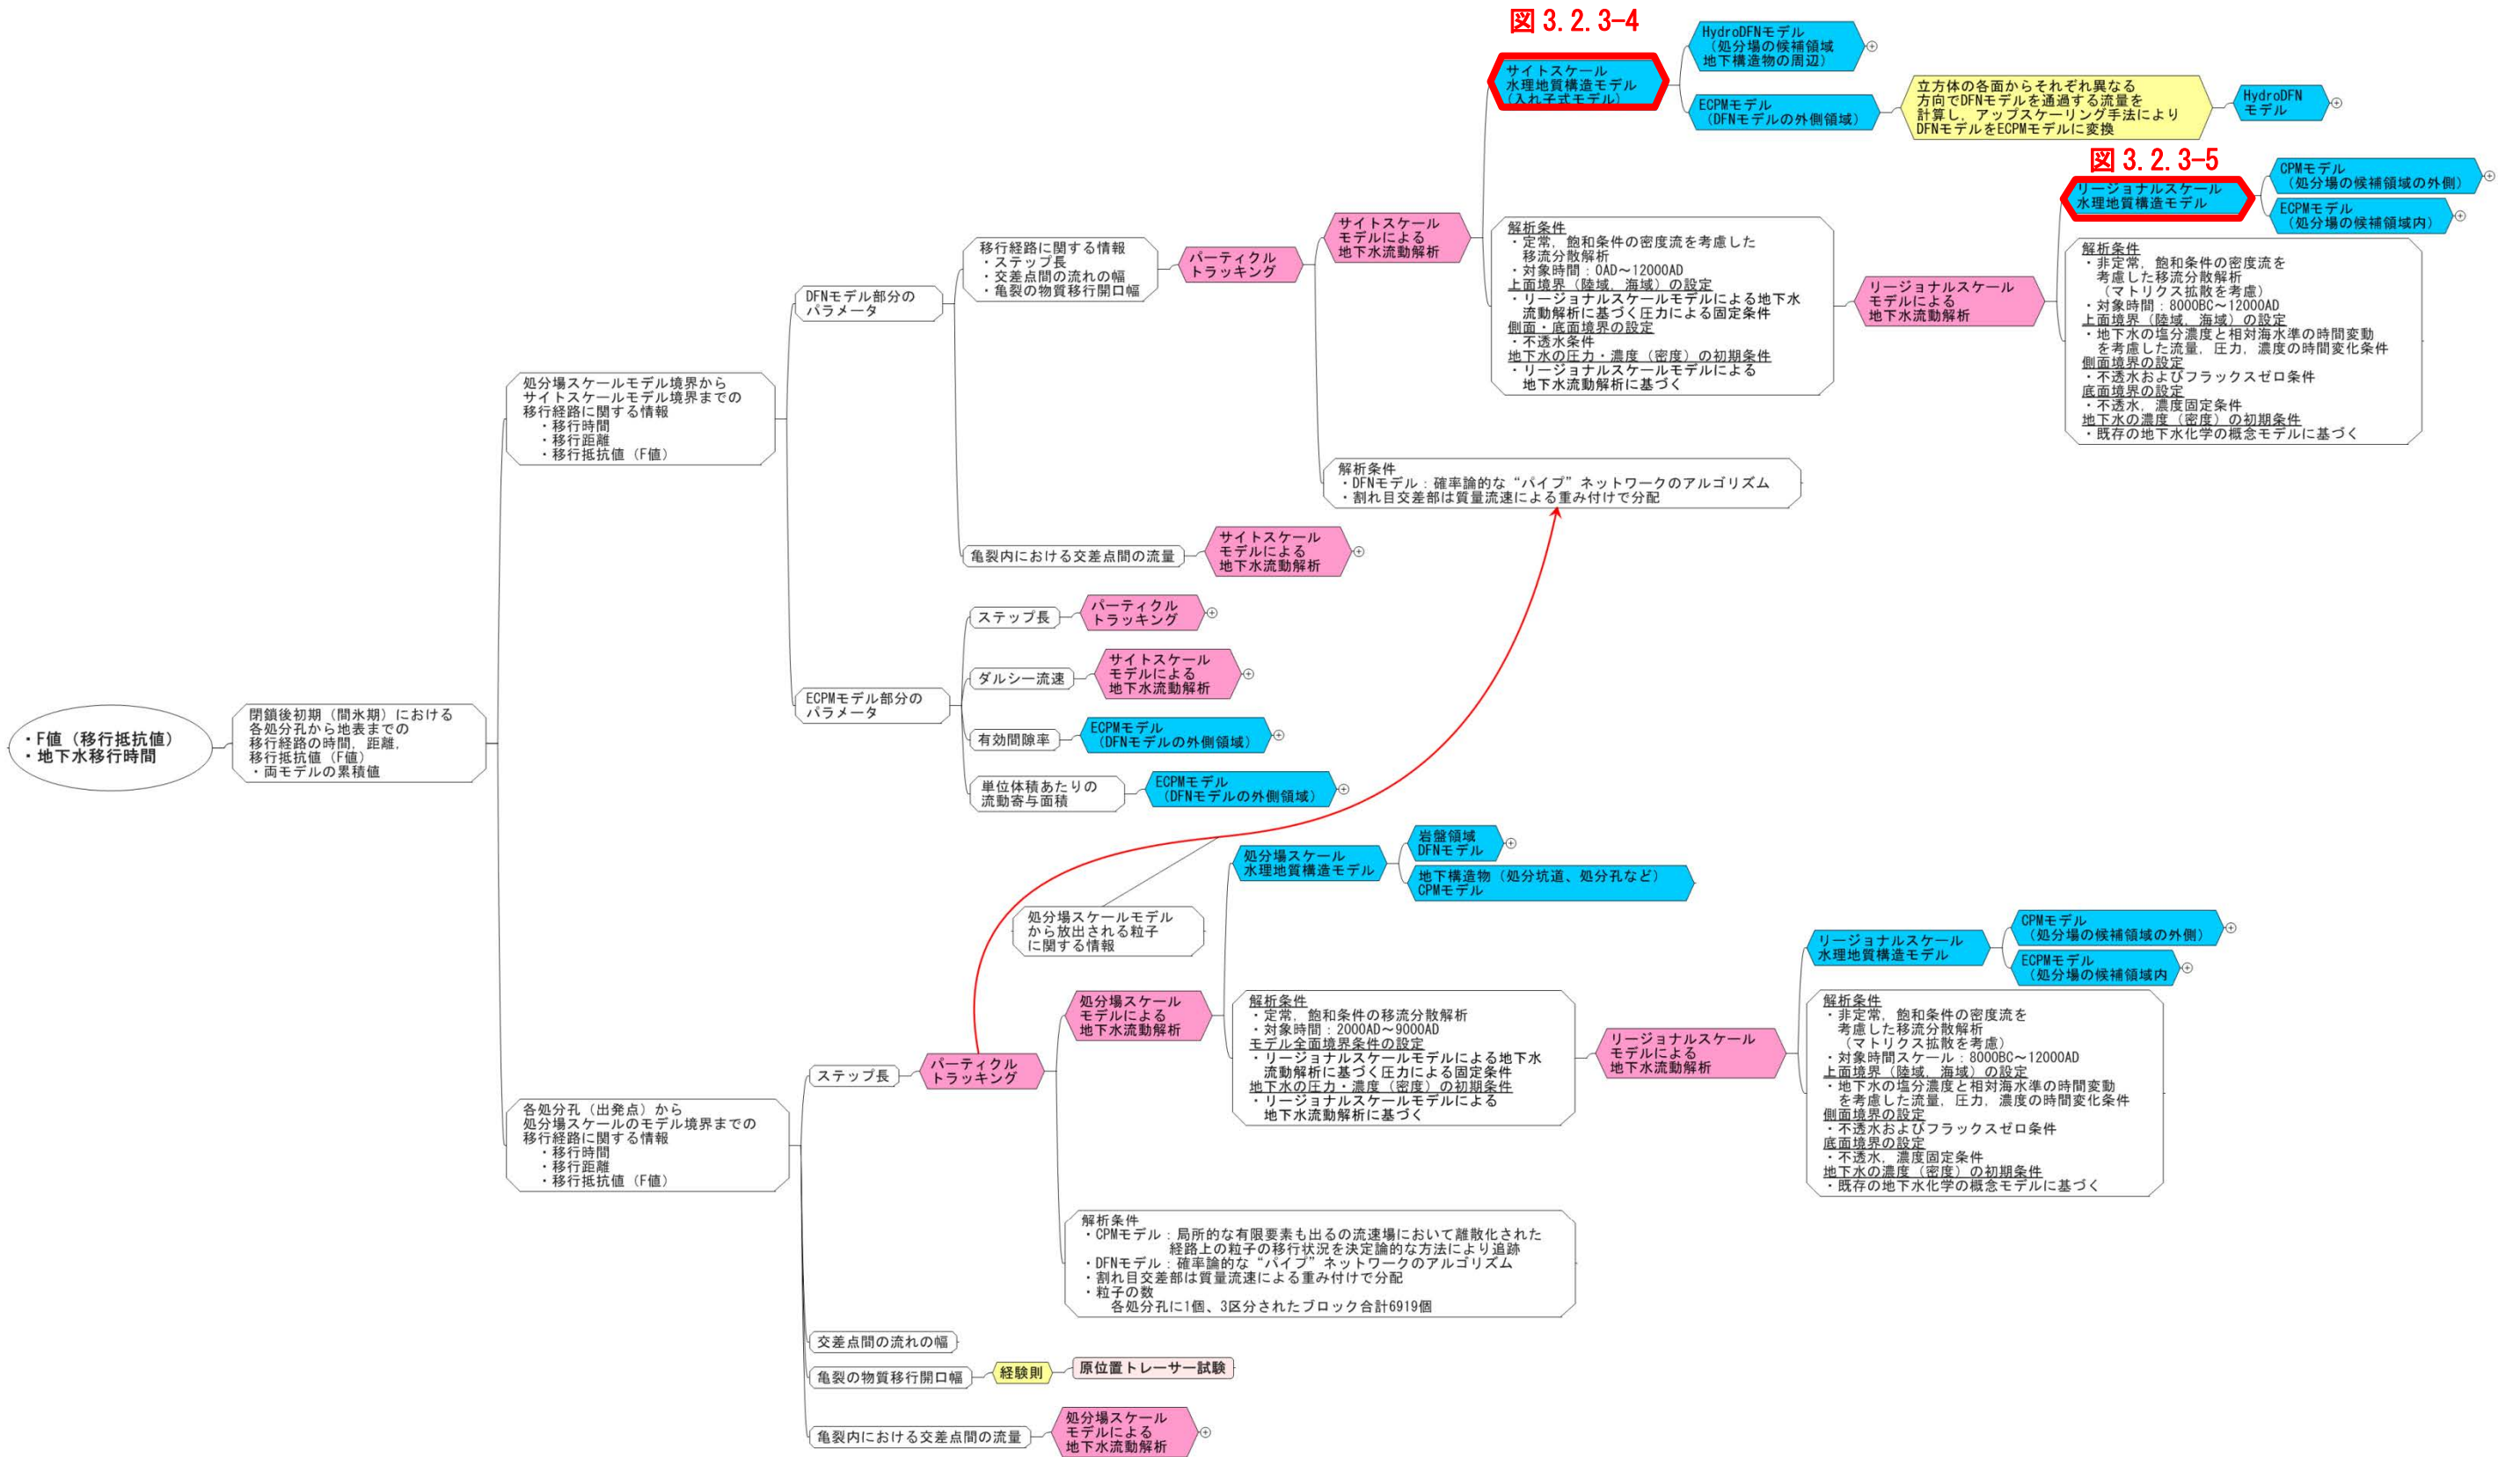 図 3.2.3-4
HydroDFNモデル
（処分場の候補領域
地下構造物の周辺）
サイトスケール
水理地質構造モデル
(入れ子式モデル)
ECPMモデル
（DFNモデルの外側領域）
立方体の各面からそれぞれ異なる
方向でDFNモデルを通過する流量を
計算し，アップスケーリング手法により
DFNモデルをECPMモデルに変換
HydroDFN
モデル
図 3.2.3-5
リージョナルスケール
水理地質構造モデル
CPMモデル
（処分場の候補領域の外側）
ECPMモデル
（処分場の候補領域内）
解析条件
・非定常，飽和条件の密度流を
考慮した移流分散解析
（マトリクス拡散を考慮）
・対象時間：8000BC～12000AD
上面境界（陸域，海域）の設定
・地下水の塩分濃度と相対海水準の時間変動
を考慮した流量，圧力，濃度の時間変化条件
側面境界の設定
・不透水およびフラックスゼロ条件
底面境界の設定
・不透水，濃度固定条件
地下水の濃度（密度）の初期条件
・既存の地下水化学の概念モデルに基づく
リージョナルスケール
モデルによる
地下水流動解析
サイトスケール
モデルによる
地下水流動解析
解析条件
・定常，飽和条件の密度流を考慮した
移流分散解析
・対象時間：0AD～12000AD
上面境界（陸域，海域）の設定
・リージョナルスケールモデルによる地下水
流動解析に基づく圧力による固定条件
側面・底面境界の設定
・不透水条件
地下水の圧力・濃度（密度）の初期条件
・リージョナルスケールモデルによる
地下水流動解析に基づく
移行経路に関する情報
・ステップ長
・交差点間の流れの幅
・亀裂の物質移行開口幅
パーティクル
トラッキング
DFNモデル部分の
パラメータ
解析条件
・DFNモデル：確率論的な“パイプ”ネットワークのアルゴリズム
・割れ目交差部は質量流速による重み付けで分配
処分場スケールモデル境界から
サイトスケールモデル境界までの
移行経路に関する情報
・移行時間
・移行距離
・移行抵抗値（F値）
亀裂内における交差点間の流量
サイトスケール
モデルによる
地下水流動解析
ステップ長
パーティクル
トラッキング
ダルシー流速
サイトスケール
モデルによる
地下水流動解析
ECPMモデル部分の
パラメータ
有効間隙率
ECPMモデル
（DFNモデルの外側領域）
単位体積あたりの
流動寄与面積
ECPMモデル
（DFNモデルの外側領域）
・F値（移行抵抗値）
・地下水移行時間
閉鎖後初期（間氷期）における
各処分孔から地表までの
移行経路の時間，距離，
移行抵抗値（F値）
・両モデルの累積値
処分場スケール
水理地質構造モデル
岩盤領域
DFNモデル
地下構造物（処分坑道、処分孔など）
CPMモデル
処分場スケールモデル
から放出される粒子
に関する情報
リージョナルスケール
水理地質構造モデル
CPMモデル
（処分場の候補領域の外側）
ECPMモデル
（処分場の候補領域内
処分場スケール
モデルによる
地下水流動解析
解析条件
・定常，飽和条件の移流分散解析
・対象時間：2000AD～9000AD
モデル全面境界条件の設定
・リージョナルスケールモデルによる地下水
流動解析に基づく圧力による固定条件
地下水の圧力・濃度（密度）の初期条件
・リージョナルスケールモデルによる
地下水流動解析に基づく
リージョナルスケール
モデルによる
地下水流動解析
解析条件
・非定常，飽和条件の密度流を
考慮した移流分散解析
（マトリクス拡散を考慮）
・対象時間スケール：8000BC～12000AD
上面境界（陸域，海域）の設定
・地下水の塩分濃度と相対海水準の時間変動
を考慮した流量，圧力，濃度の時間変化条件
側面境界の設定
・不透水およびフラックスゼロ条件
底面境界の設定
・不透水，濃度固定条件
地下水の濃度（密度）の初期条件
・既存の地下水化学の概念モデルに基づく
ステップ長
パーティクル
トラッキング
各処分孔（出発点）から
処分場スケールのモデル境界までの
移行経路に関する情報
・移行時間
・移行距離
・移行抵抗値（F値）
解析条件
・CPMモデル：局所的な有限要素も出るの流速場において離散化された
経路上の粒子の移行状況を決定論的な方法により追跡
・DFNモデル：確率論的な“パイプ”ネットワークのアルゴリズム
・割れ目交差部は質量流速による重み付けで分配
・粒子の数
各処分孔に1個、3区分されたブロック合計6919個
交差点間の流れの幅
亀裂の物質移行開口幅
経験則
原位置トレーサー試験
亀裂内における交差点間の流量
処分場スケール
モデルによる
地下水流動解析